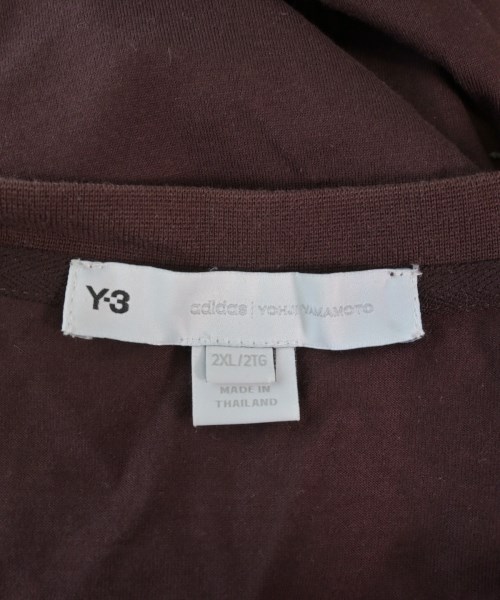 Y-3 adidas | YOHJI YAMAMOTO
2XL/2TG
MADE IN
THAILAND